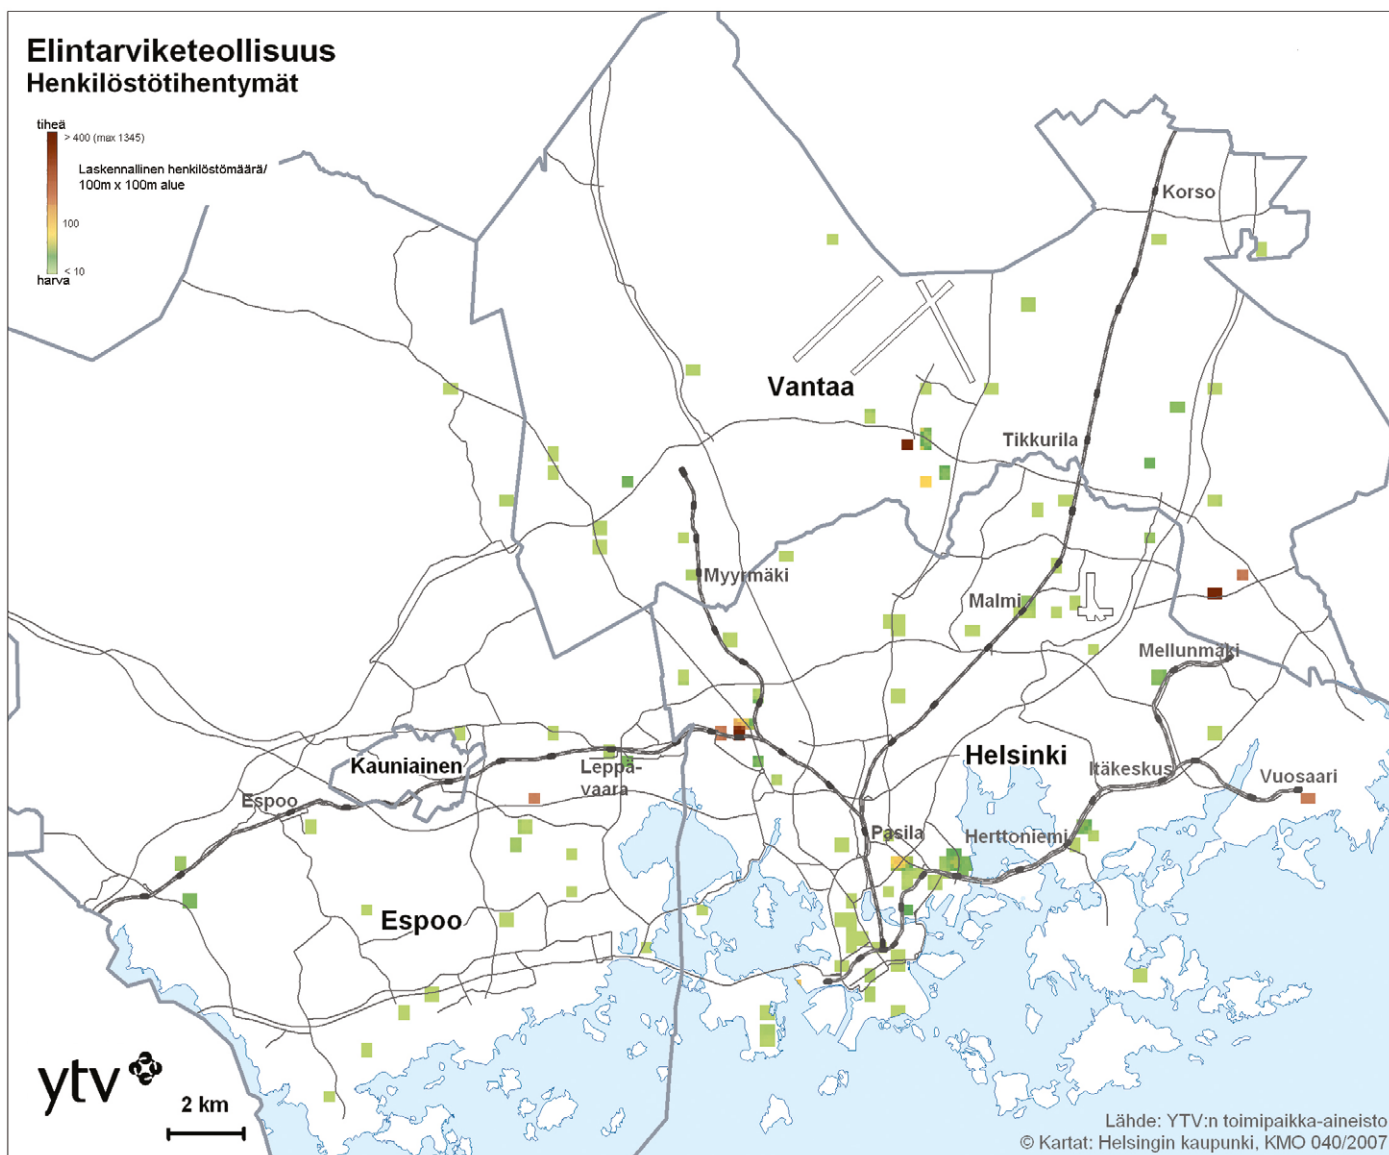 Elintarviketeollisuus
Henkilöstötihentymät
tiheä
> 400 (max 1345)
Laskennallinen henkilöstömäärä/
100m x 100m alue
100
< 10
harva
Korso
Vantaa
Tikkurila
Myyrmäki
Malmi
Mellunmäki
Helsinki
Kauniainen
Leppä-
vaara
Itäkeskus
Vuosaari
Espoo
Pasila
Herttoniemi
Espoo
ytv
2 km
Lähde: YTV:n toimipaikka-aineisto
© Kartat: Helsingin kaupunki, KMO 040/2007